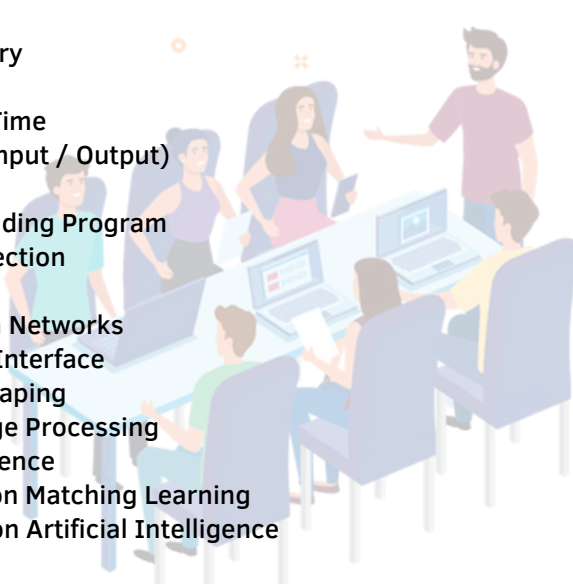 ry
Time
nput / Output)
ding Program
ection
Networks
Interface
aping
ge Processing
ence
on Matching Learning
on Artificial Intelligence